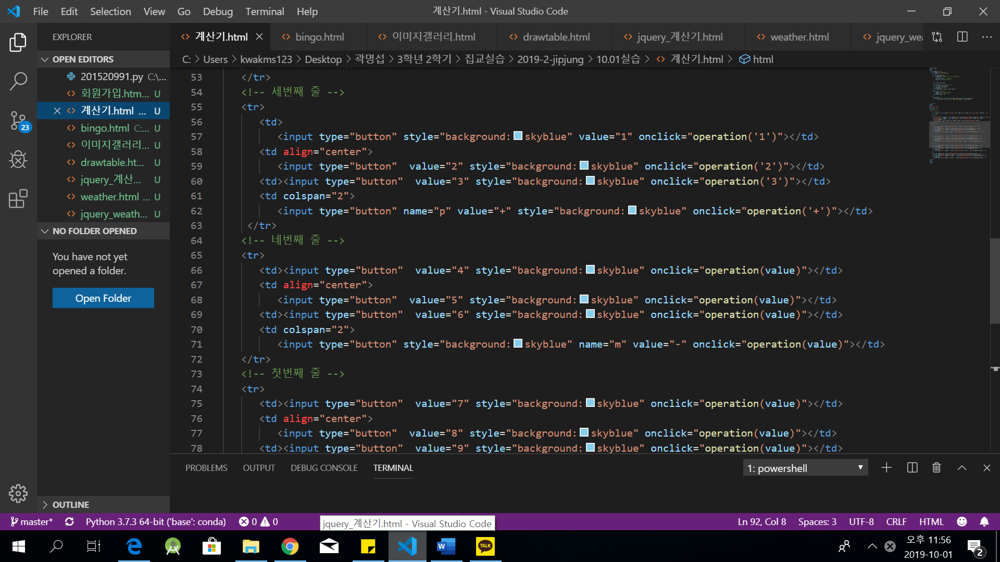 File Edit Selection View Go Debug Terminal Help
계산기.html - Visual Studio Code
EXPLORER
OPEN EDITORS
201520991.py C:\...
회원가입.htm... U
계산기.html ... U
bingo.html C:... U
이미지갤러리... U
drawtable.ht... U
jquery_계산... U
weather.html ... U
jquery_weath... U
NO FOLDER OPENED
You have not yet
opened a folder.
Open Folder
OUTLINE
23
계산기.html bingo.html 이미지갤러리.html drawtable.html jquery_계산기.html weather.html jquery_wea
C: > Users > kwakms123 > Desktop > 곽명섭 > 3학년 2학기 > 집교실습 > 2019-2-jipjung > 10.01실습 > 계산기.html > html
53 </tr>
54 <!-- 세번째 줄 -->
55 <tr>
56 <td>
57 <input type="button" style="background:skyblue" value="1" onclick="operation('1')"></td>
58 <td align="center">
59 <input type="button"  value="2" style="background:skyblue" onclick="operation('2')"></td>
60 <td><input type="button"  value="3" style="background:skyblue" onclick="operation('3')"></td>
61 <td colspan="2">
62 <input type="button" name="p" value="+" style="background:skyblue" onclick="operation('+')"></td>
63 </tr>
64 <!-- 네번째 줄 -->
65 <tr>
66 <td><input type="button"  value="4" style="background:skyblue" onclick="operation(value)"></td>
67 <td align="center">
68 <input type="button"  value="5" style="background:skyblue" onclick="operation(value)"></td>
69 <td><input type="button"  value="6" style="background:skyblue" onclick="operation(value)"></td>
70 <td colspan="2">
71 <input type="button" style="background:skyblue" name="m" value="-" onclick="operation(value)"></td>
72 </tr>
73 <!-- 첫번째 줄 -->
74 <tr>
75 <td><input type="button"  value="7" style="background:skyblue" onclick="operation(value)"></td>
76 <td align="center">
77 <input type="button"  value="8" style="background:skyblue" onclick="operation(value)"></td>
78 <td><input type="button"  value="9" style="background:skyblue" onclick="operation(value)"></td>
PROBLEMS OUTPUT DEBUG CONSOLE TERMINAL
1: powershell
master* Python 3.7.3 64-bit ('base': conda) 0 0
jquery_계산기.html - Visual Studio Code
Ln 92, Col 8 Spaces: 3 UTF-8 CRLF HTML
TALK
오후 11:56
2019-10-01
2